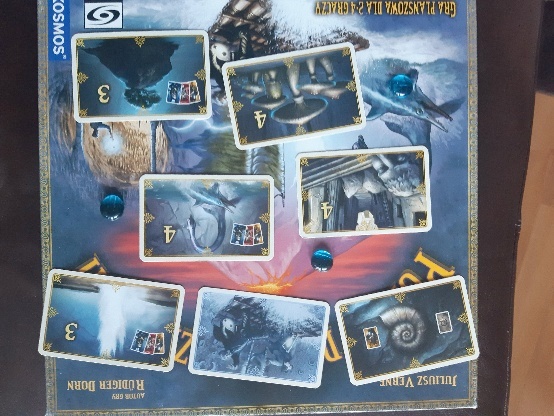 KOSMOS
GRA PLANSZOWA DLA 2-4 GRACZY
3
4
4
4
3
JULIUSZ VERNE
AUTOR GRY
RÜDIGER DORN